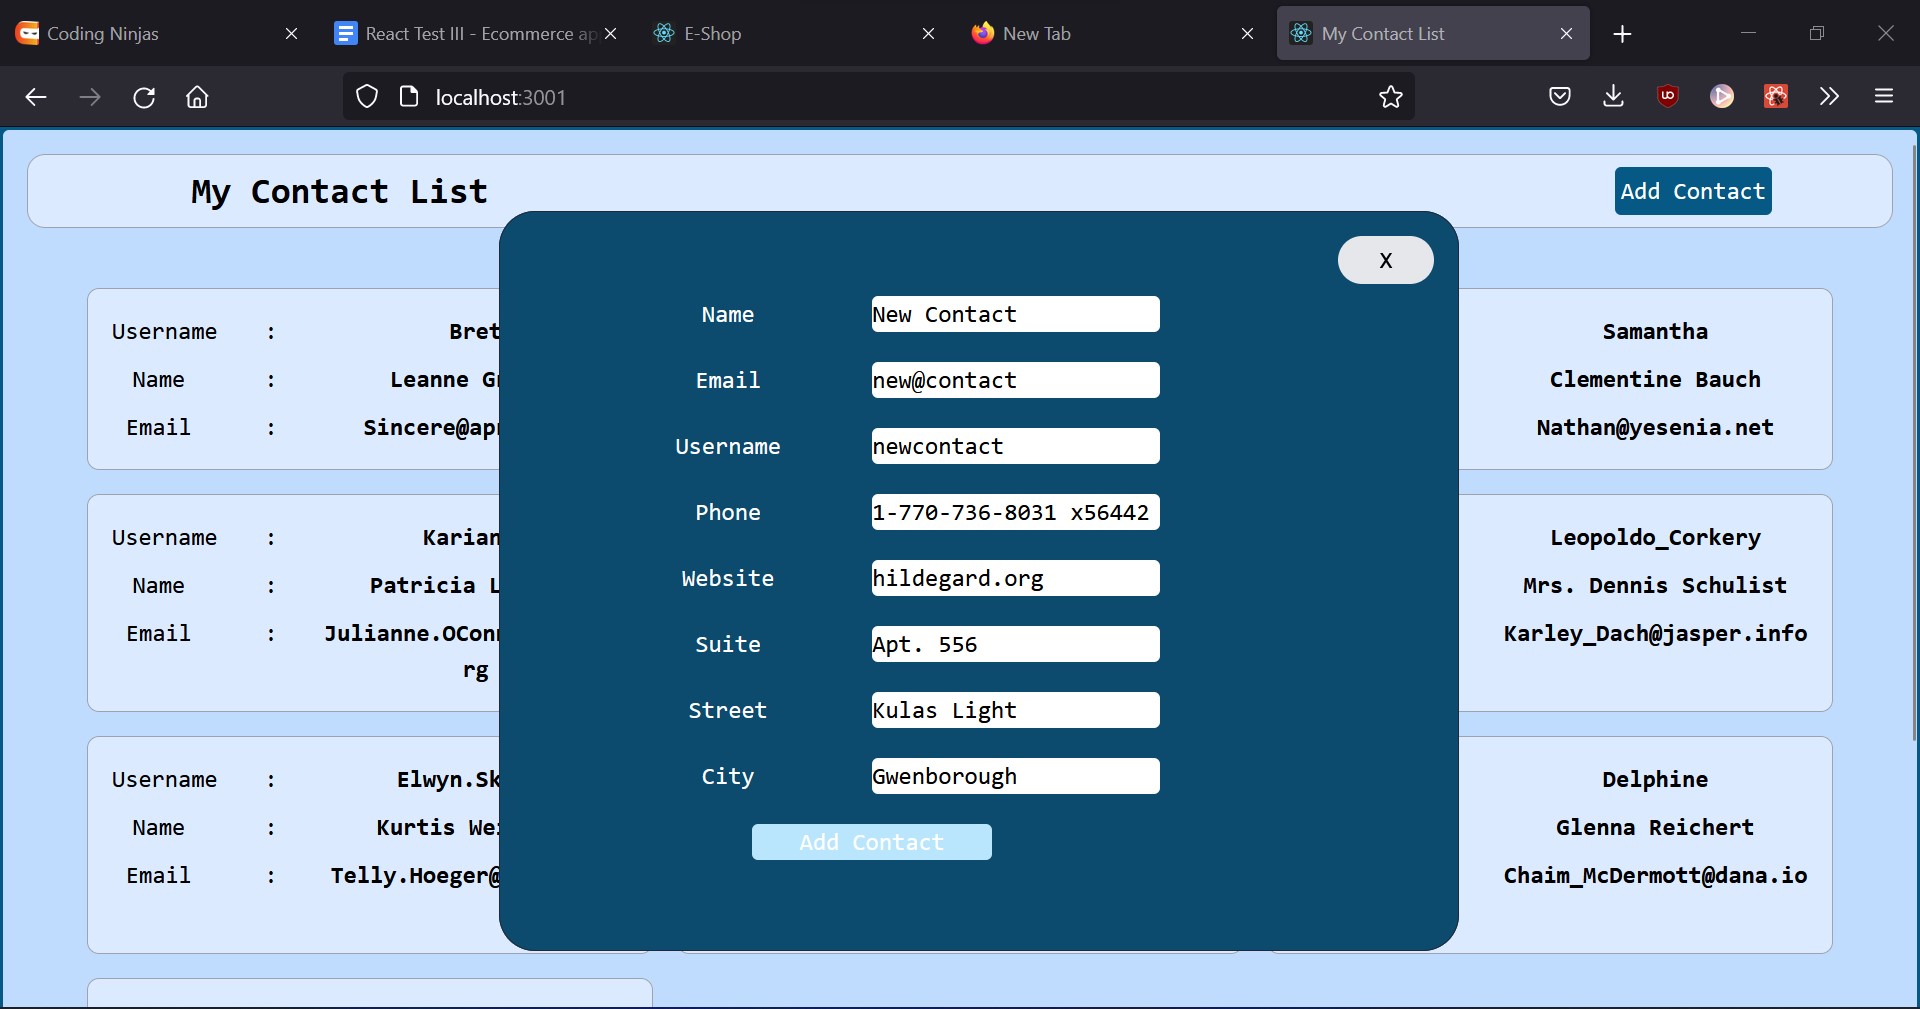 Coding Ninjas
React Test III - Ecommerce ap
E-Shop
New Tab
My Contact List
localhost:3001
My Contact List
Add Contact
X
Name New Contact
Email new@contact
Username newcontact
Phone 1-770-736-8031 x56442
Website hildegard.org
Suite Apt. 556
Street Kulas Light
City Gwenborough
Add Contact
Username : Bret
Name : Leanne
Email : Sincere@ap
Samantha
Clementine Bauch
Nathan@yesenia.net
Username : Karian
Name : Patricia L
Email : Julianne.OCon
rg
Leopoldo_Corkery
Mrs. Dennis Schulist
Karley_Dach@jasper.info
Username : Elwyn.Sk
Name : Kurtis We
Email : Telly.Hoeger@
Delphine
Glenna Reichert
Chaim_McDermott@dana.io